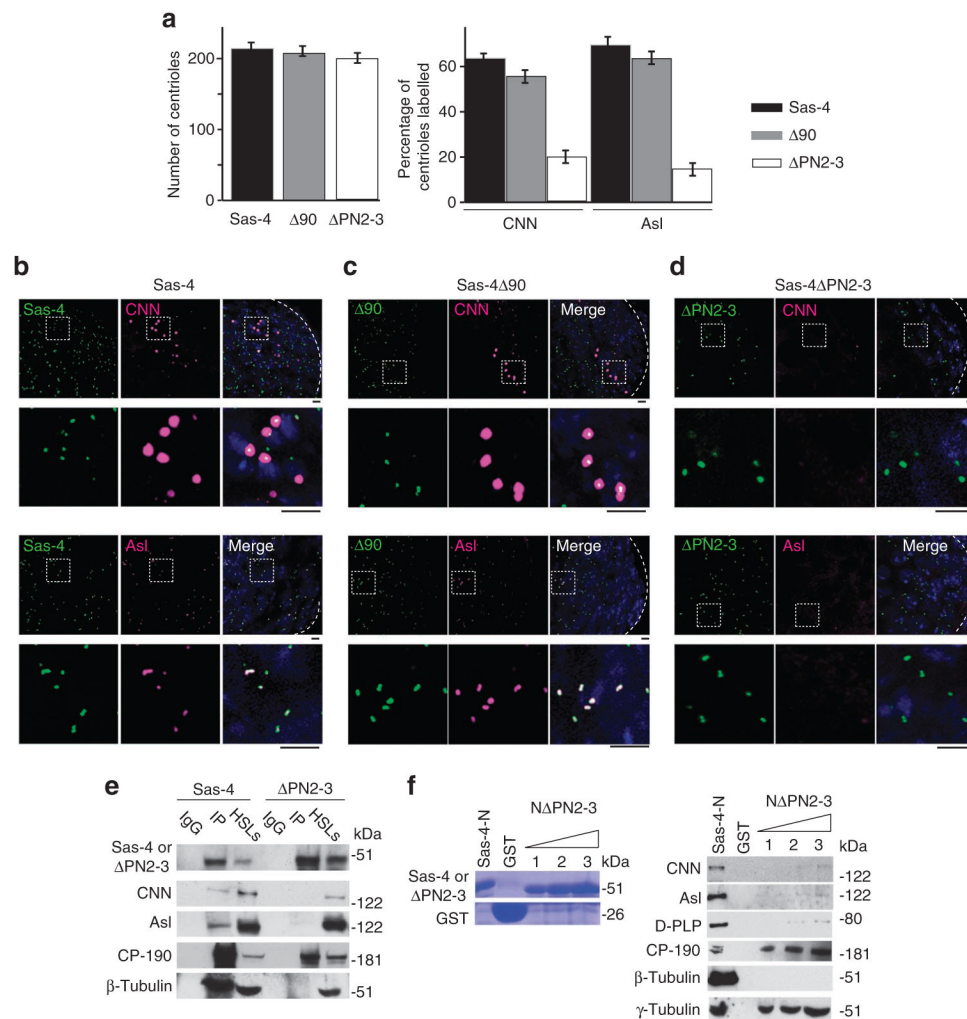 a
Number of centrioles
200
100
0
Sas-4 Δ90 ΔPN2-3
Percentage of
centrioles labelled
60
40
20
0
CNN Asl
Sas-4
Δ90
ΔPN2-3
b
Sas-4
Sas-4 CNN
Sas-4 Asl Merge
c
Sas-4Δ90
Δ90 CNN Merge
Δ90 Asl Merge
d
Sas-4ΔPN2-3
ΔPN2-3 CNN
ΔPN2-3 Asl Merge
e
Sas-4 ΔPN2-3
IgG IP HSLs IgG IP HSLs kDa
Sas-4 or
ΔPN2-3
-51
CNN -122
Asl -122
CP-190 -181
β-Tubulin -51
f
Sas-4-N GST NΔPN2-3
1 2 3 kDa
Sas-4 or
ΔPN2-3
-51
GST -26
Sas-4-N GST NΔPN2-3
1 2 3 kDa
CNN -122
Asl -122
D-PLP -80
CP-190 -181
β-Tubulin -51
γ-Tubulin -51